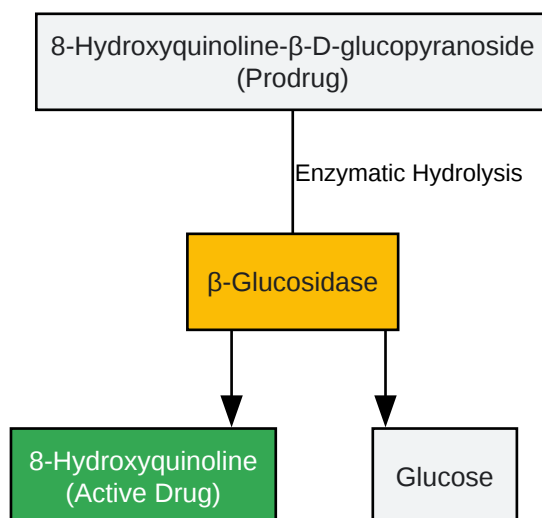 8-Hydroxyquinoline-β-D-glucopyranoside
(Prodrug)
Enzymatic Hydrolysis
β-Glucosidase
8-Hydroxyquinoline
(Active Drug)
Glucose